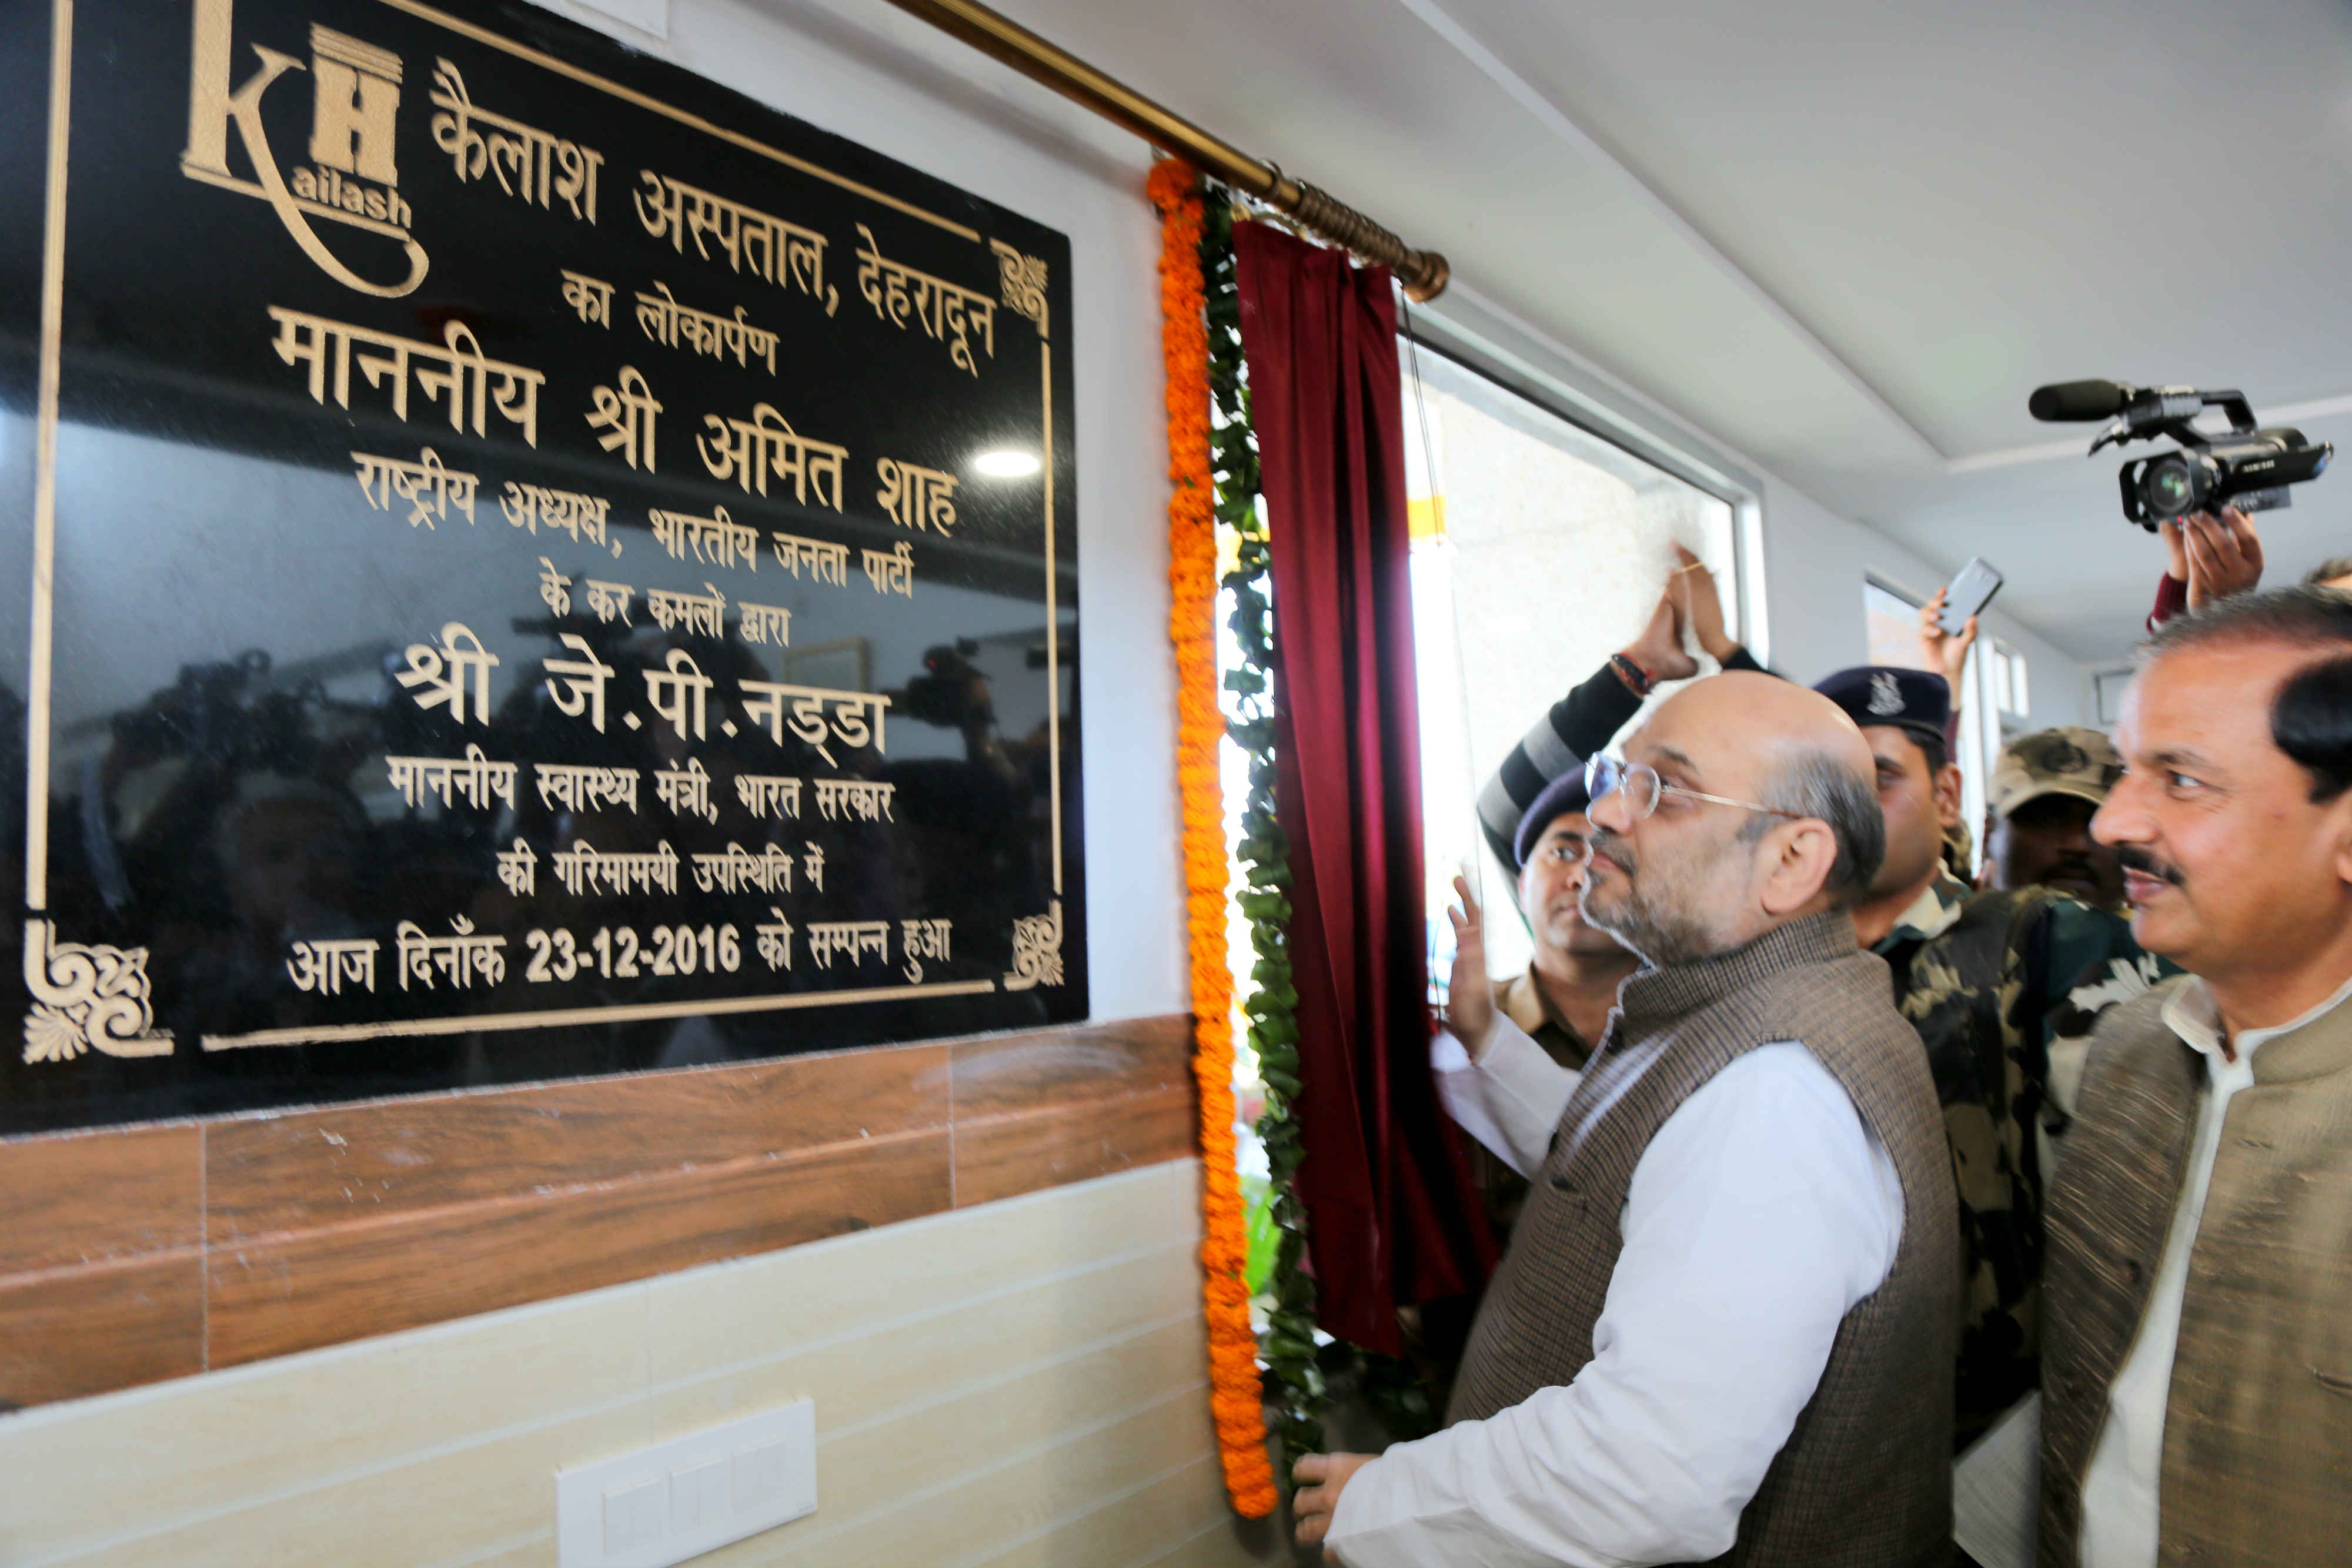 KH
ailash
कैलाश अस्पताल, देहरादून
का लोकार्पण
माननीय श्री अमित शाह
राष्ट्रीय अध्यक्ष, भारतीय जनता पार्टी
के कर कमलों द्वारा
श्री जे.पी.नड्डा
माननीय स्वास्थ्य मंत्री, भारत सरकार
की गरिमामयी उपस्थिति में
आज दिनाँक 23-12-2016 को सम्पन्न हुआ